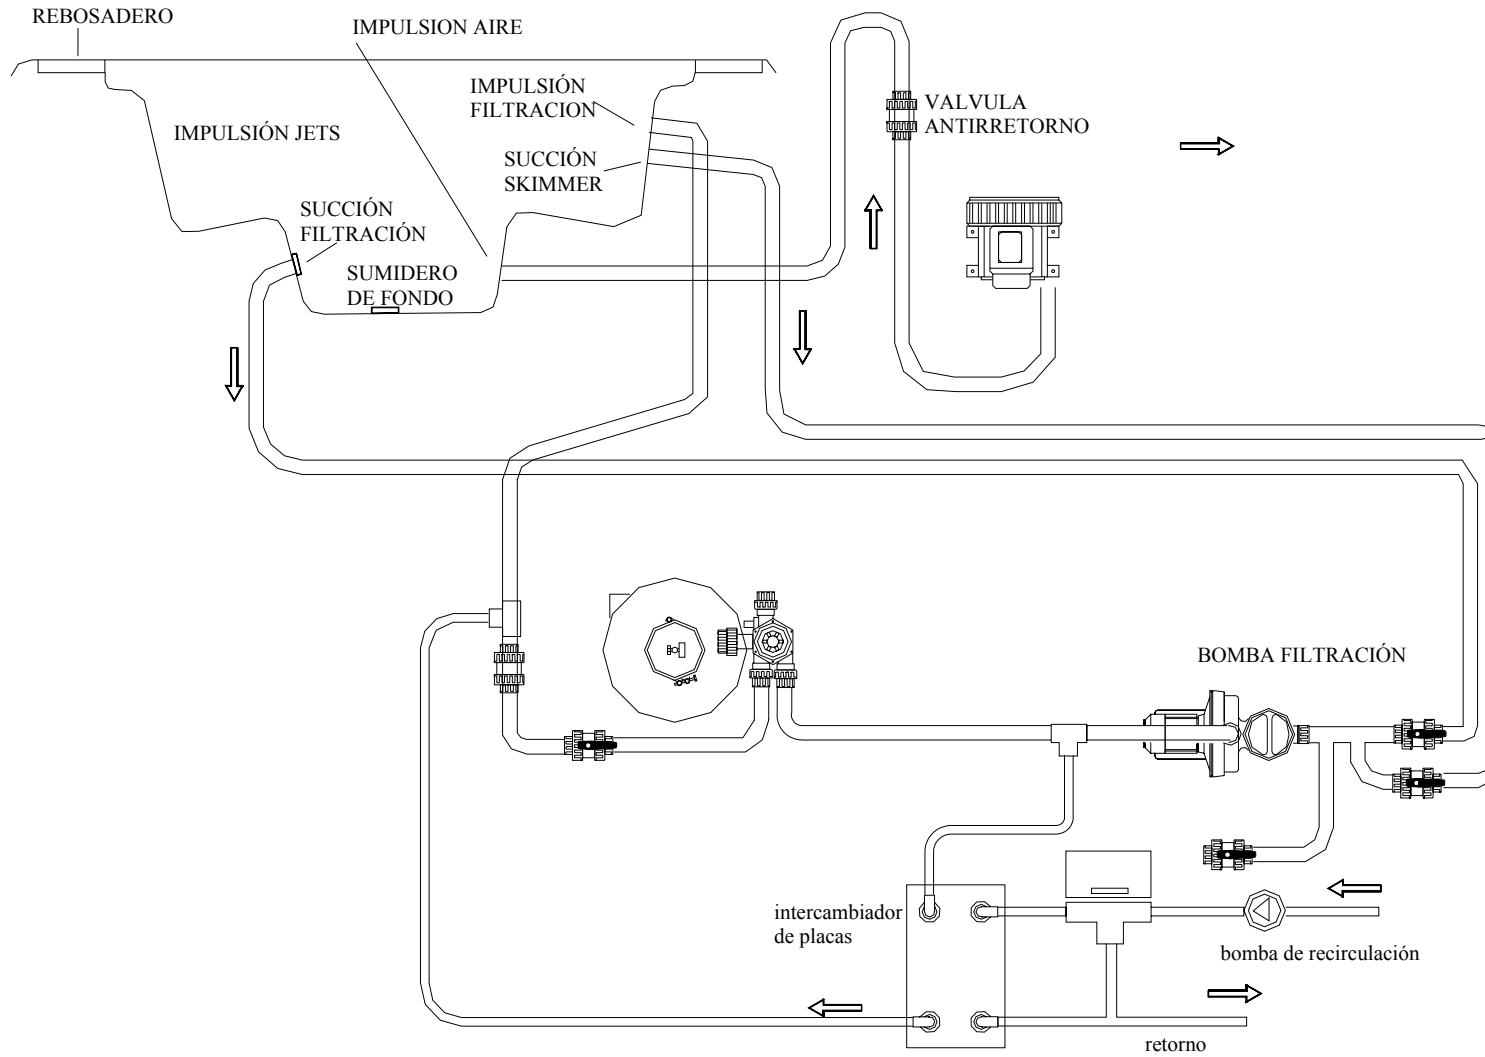 REBOSADERO
IMPULSION AIRE
IMPULSIÓN
FILTRACION
VALVULA
ANTIRRETORNO
IMPULSIÓN JETS
SUCCIÓN
SKIMMER
SUCCIÓN
FILTRACIÓN
SUMIDERO
DE FONDO
BOMBA FILTRACIÓN
intercambiador
de placas
bomba de recirculación
retorno